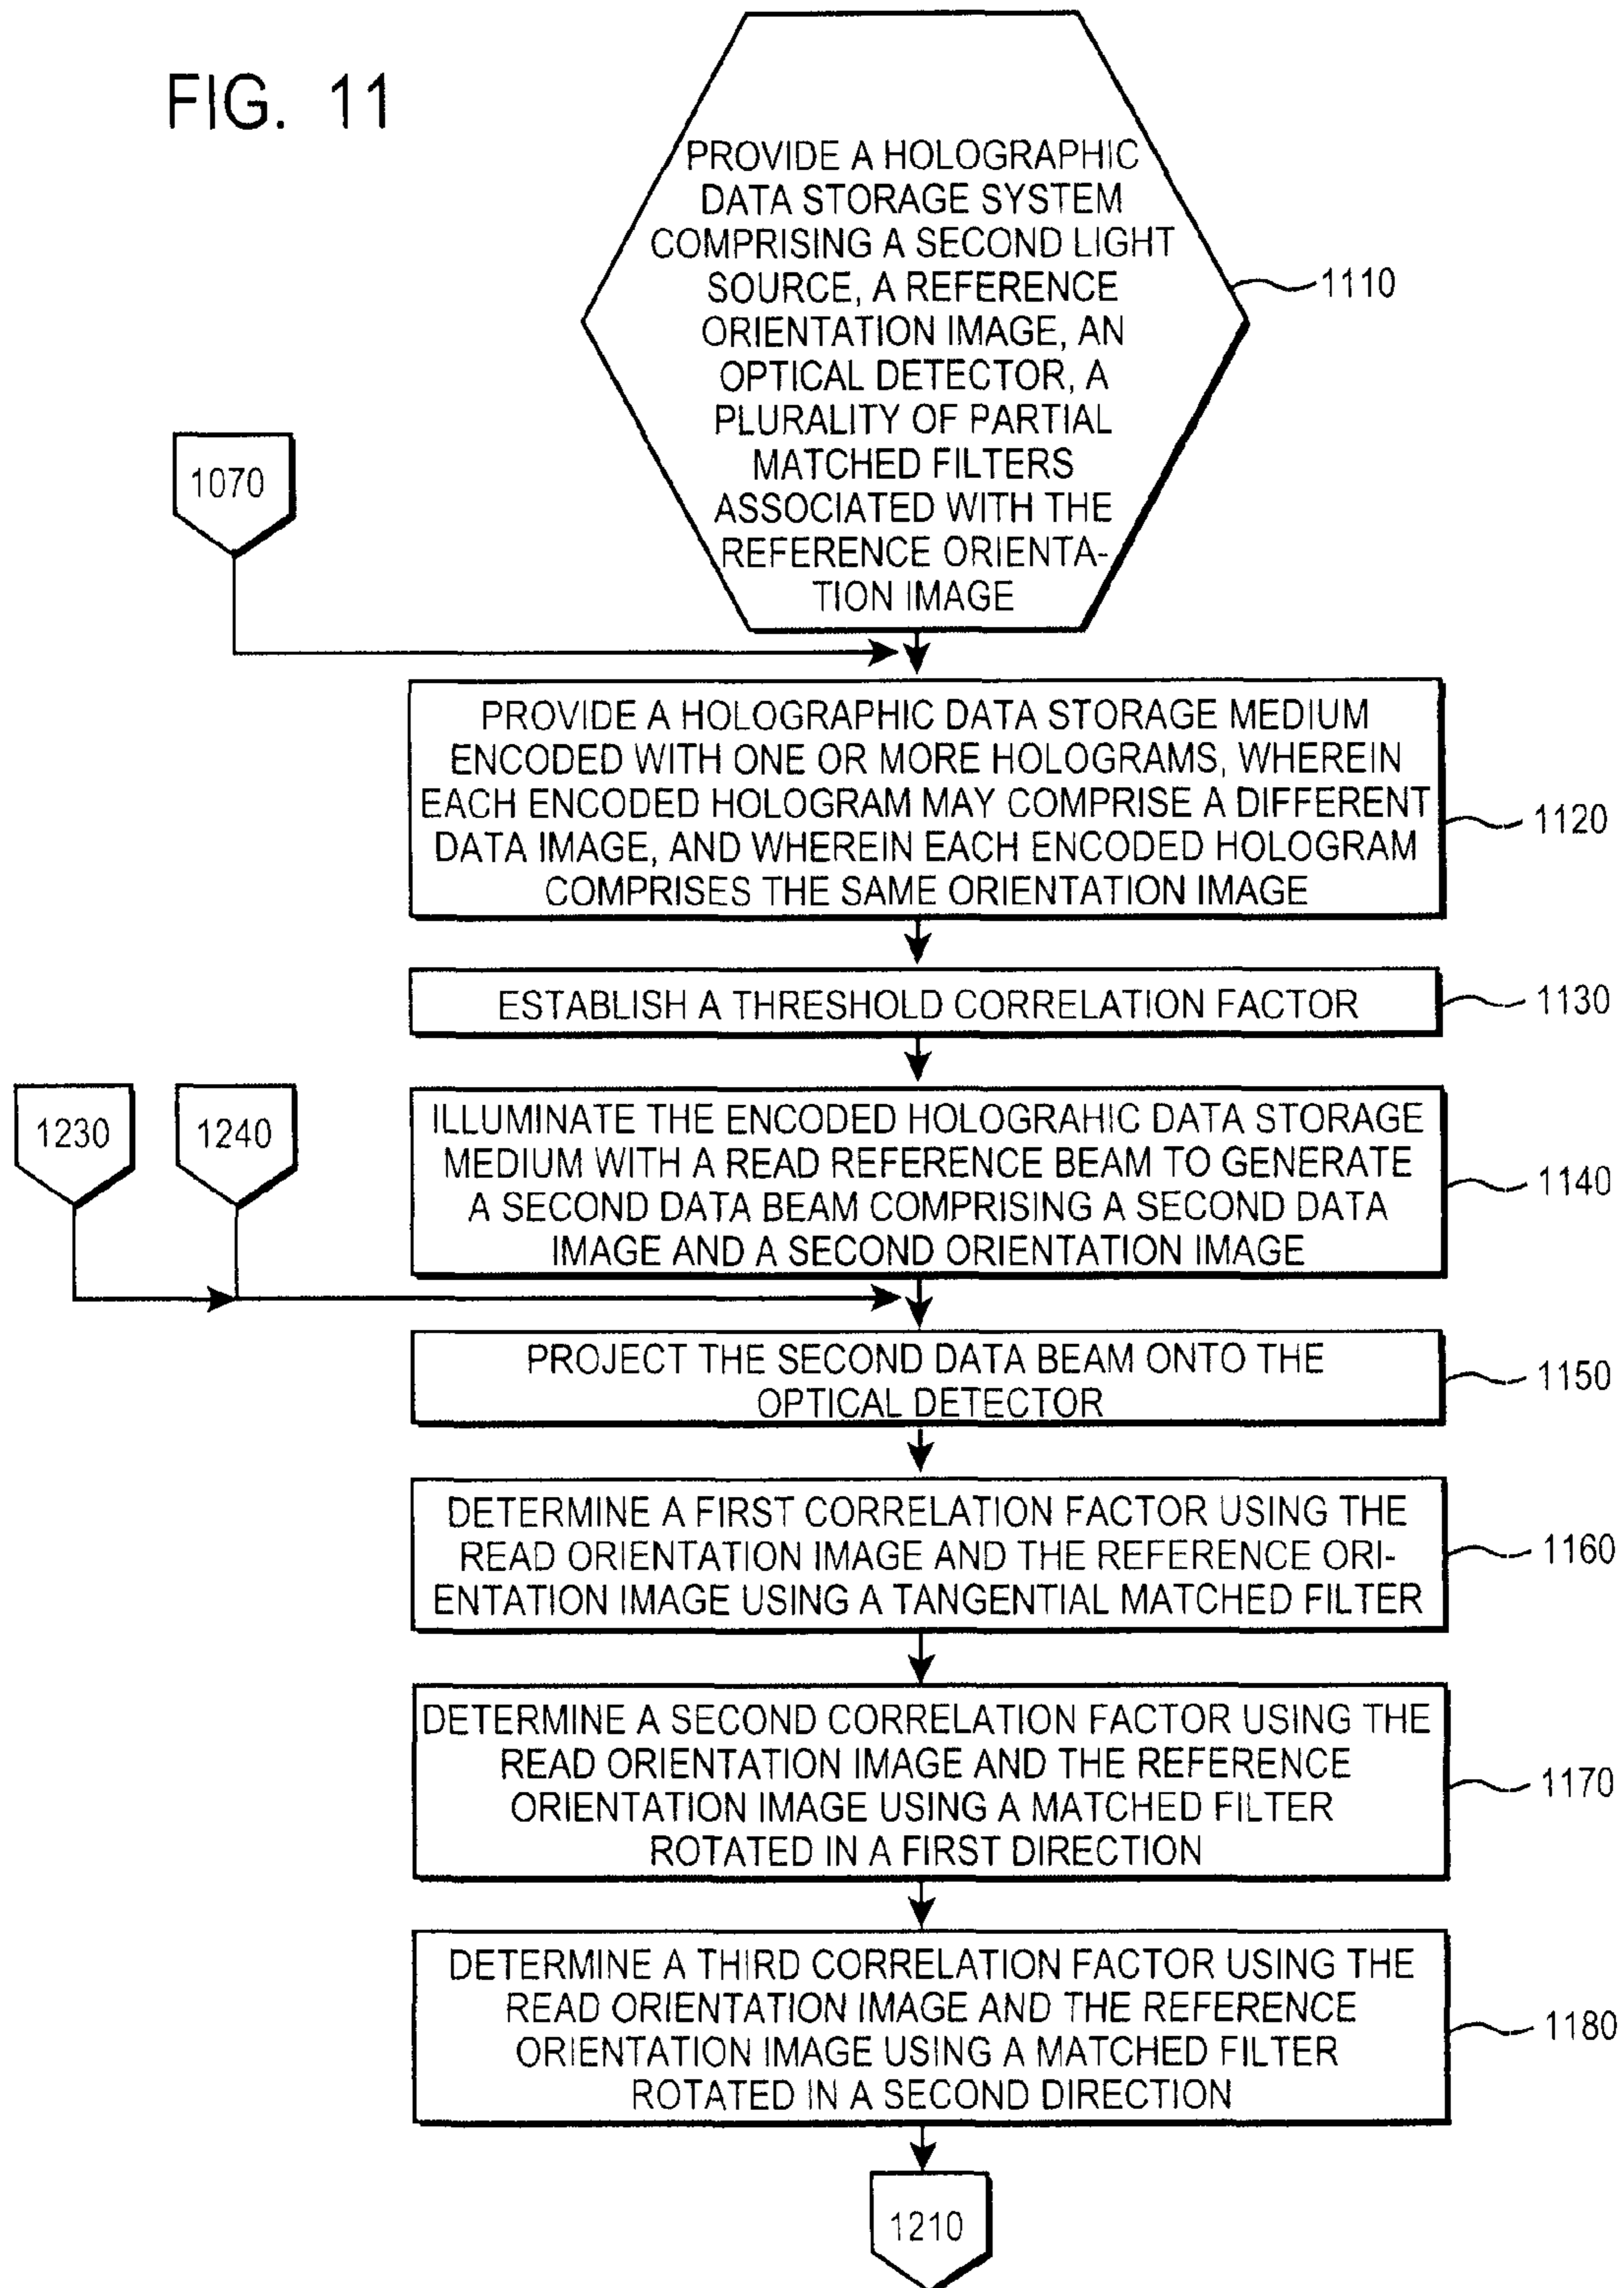 FIG. 11
PROVIDE A HOLOGRAPHIC
DATA STORAGE SYSTEM
COMPRISING A SECOND LIGHT
SOURCE, A REFERENCE
ORIENTATION IMAGE, AN
OPTICAL DETECTOR, A
PLURALITY OF PARTIAL
MATCHED FILTERS
ASSOCIATED WITH THE
REFERENCE ORIENTA-
TION IMAGE
1110
1070
PROVIDE A HOLOGRAPHIC DATA STORAGE MEDIUM
ENCODED WITH ONE OR MORE HOLOGRAMS, WHEREIN
EACH ENCODED HOLOGRAM MAY COMPRISE A DIFFERENT
DATA IMAGE, AND WHEREIN EACH ENCODED HOLOGRAM
COMPRISES THE SAME ORIENTATION IMAGE
1120
ESTABLISH A THRESHOLD CORRELATION FACTOR
1130
1230
1240
ILLUMINATE THE ENCODED HOLOGRAHIC DATA STORAGE
MEDIUM WITH A READ REFERENCE BEAM TO GENERATE
A SECOND DATA BEAM COMPRISING A SECOND DATA
IMAGE AND A SECOND ORIENTATION IMAGE
1140
PROJECT THE SECOND DATA BEAM ONTO THE
OPTICAL DETECTOR
1150
DETERMINE A FIRST CORRELATION FACTOR USING THE
READ ORIENTATION IMAGE AND THE REFERENCE ORI-
ENTATION IMAGE USING A TANGENTIAL MATCHED FILTER
1160
DETERMINE A SECOND CORRELATION FACTOR USING THE
READ ORIENTATION IMAGE AND THE REFERENCE
ORIENTATION IMAGE USING A MATCHED FILTER
ROTATED IN A FIRST DIRECTION
1170
DETERMINE A THIRD CORRELATION FACTOR USING THE
READ ORIENTATION IMAGE AND THE REFERENCE
ORIENTATION IMAGE USING A MATCHED FILTER
ROTATED IN A SECOND DIRECTION
1180
1210